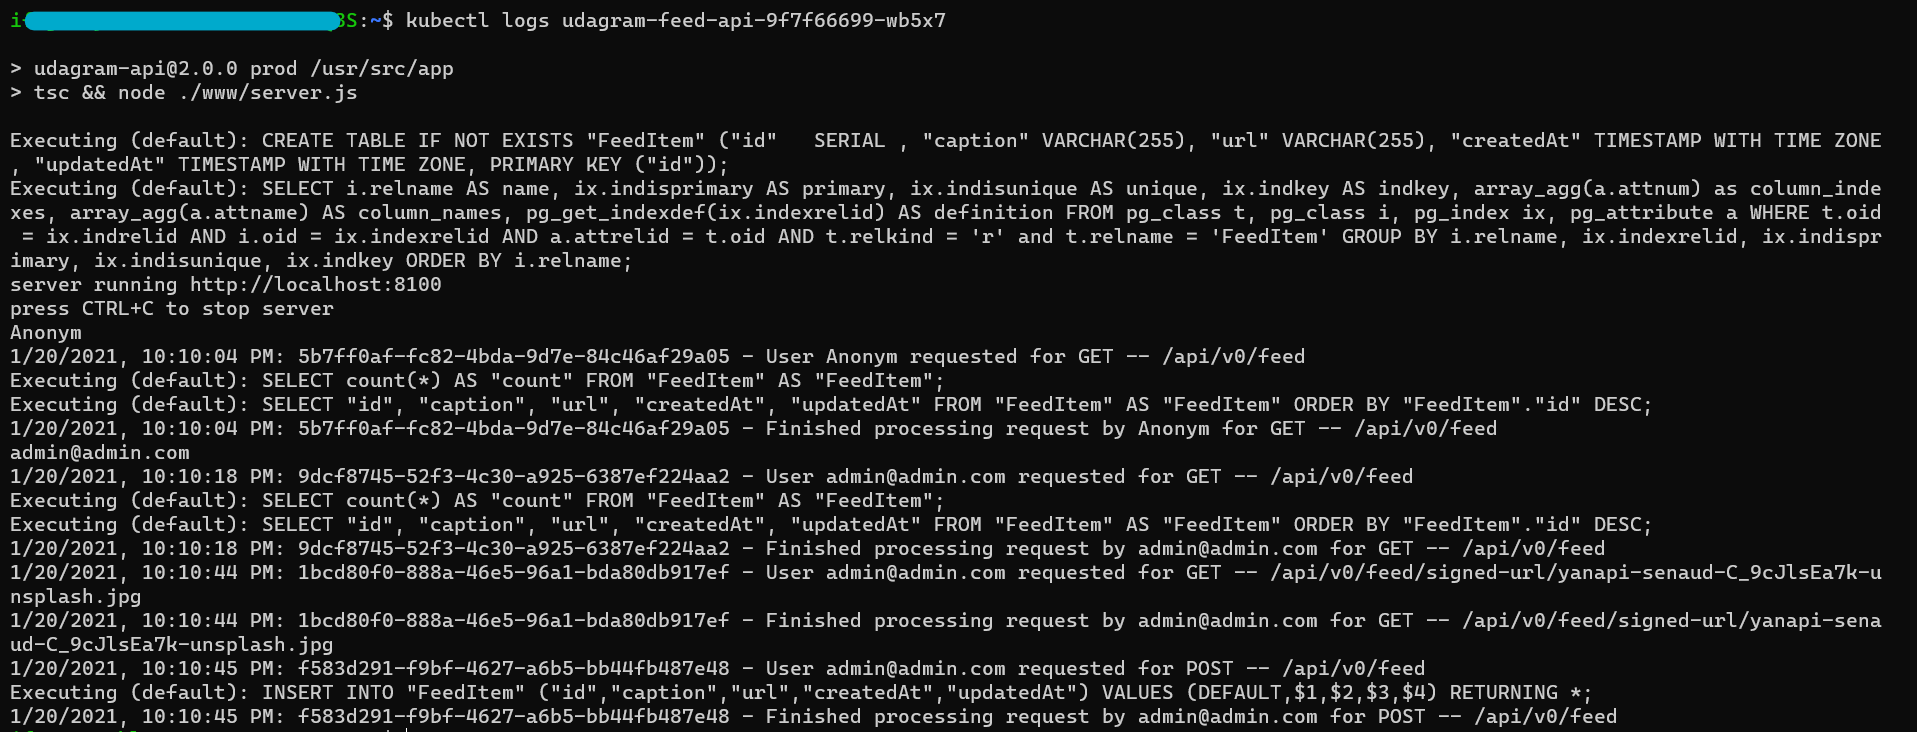 3S:~$ kubectl logs udagram-feed-api-9f7f66699-wb5x7
> udagram-api@2.0.0 prod /usr/src/app
> tsc && node ./www/server.js
Executing (default): CREATE TABLE IF NOT EXISTS "FeedItem" ("id"   SERIAL , "caption" VARCHAR(255), "url" VARCHAR(255), "createdAt" TIMESTAMP WITH TIME ZONE
, "updatedAt" TIMESTAMP WITH TIME ZONE, PRIMARY KEY ("id"));
Executing (default): SELECT i.relname AS name, ix.indisprimary AS primary, ix.indisunique AS unique, ix.indkey AS indkey, array_agg(a.attnum) as column_inde
xes, array_agg(a.attname) AS column_names, pg_get_indexdef(ix.indexrelid) AS definition FROM pg_class t, pg_class i, pg_index ix, pg_attribute a WHERE t.oid
 = ix.indrelid AND i.oid = ix.indexrelid AND a.attrelid = t.oid AND t.relkind = 'r' and t.relname = 'FeedItem' GROUP BY i.relname, ix.indexrelid, ix.indispr
imary, ix.indisunique, ix.indkey ORDER BY i.relname;
server running http://localhost:8100
press CTRL+C to stop server
Anonym
1/20/2021, 10:10:04 PM: 5b7ff0af-fc82-4bda-9d7e-84c46af29a05 - User Anonym requested for GET -- /api/v0/feed
Executing (default): SELECT count(*) AS "count" FROM "FeedItem" AS "FeedItem";
Executing (default): SELECT "id", "caption", "url", "createdAt", "updatedAt" FROM "FeedItem" AS "FeedItem" ORDER BY "FeedItem"."id" DESC;
1/20/2021, 10:10:04 PM: 5b7ff0af-fc82-4bda-9d7e-84c46af29a05 - Finished processing request by Anonym for GET -- /api/v0/feed
admin@admin.com
1/20/2021, 10:10:18 PM: 9dcf8745-52f3-4c30-a925-6387ef224aa2 - User admin@admin.com requested for GET -- /api/v0/feed
Executing (default): SELECT count(*) AS "count" FROM "FeedItem" AS "FeedItem";
Executing (default): SELECT "id", "caption", "url", "createdAt", "updatedAt" FROM "FeedItem" AS "FeedItem" ORDER BY "FeedItem"."id" DESC;
1/20/2021, 10:10:18 PM: 9dcf8745-52f3-4c30-a925-6387ef224aa2 - Finished processing request by admin@admin.com for GET -- /api/v0/feed
1/20/2021, 10:10:44 PM: 1bcd80f0-888a-46e5-96a1-bda80db917ef - User admin@admin.com requested for GET -- /api/v0/feed/signed-url/yanapi-senaud-C_9cJlsEa7k-u
nsplash.jpg
1/20/2021, 10:10:44 PM: 1bcd80f0-888a-46e5-96a1-bda80db917ef - Finished processing request by admin@admin.com for GET -- /api/v0/feed/signed-url/yanapi-sena
ud-C_9cJlsEa7k-unsplash.jpg
1/20/2021, 10:10:45 PM: f583d291-f9bf-4627-a6b5-bb44fb487e48 - User admin@admin.com requested for POST -- /api/v0/feed
Executing (default): INSERT INTO "FeedItem" ("id","caption","url","createdAt","updatedAt") VALUES (DEFAULT,$1,$2,$3,$4) RETURNING *;
1/20/2021, 10:10:45 PM: f583d291-f9bf-4627-a6b5-bb44fb487e48 - Finished processing request by admin@admin.com for POST -- /api/v0/feed